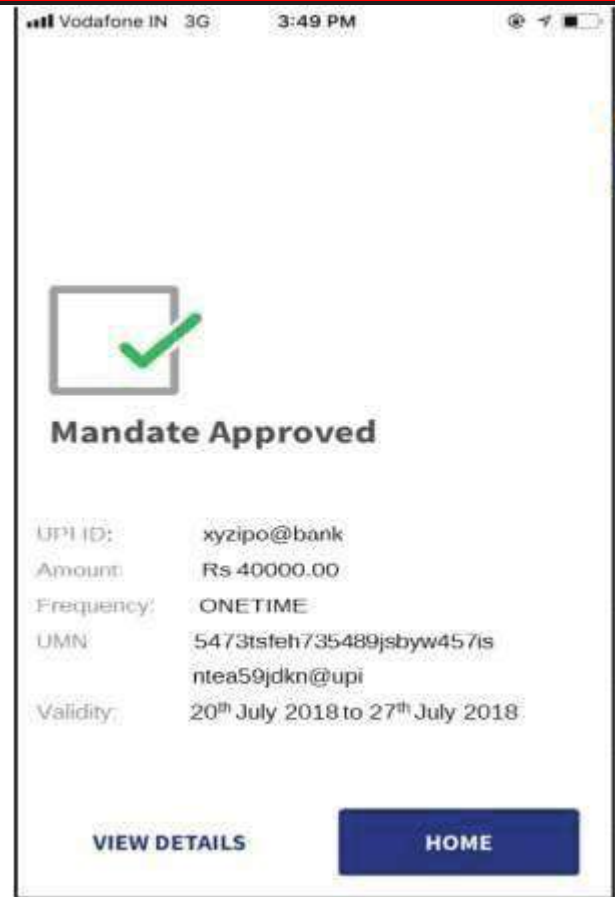 Vodafone IN 3G 3:49 PM
Mandate Approved
UPI ID: xyzipo@bank
Amount: Rs 40000.00
Frequency: ONETIME
UMN 5473tsfeh735489jsbyw457is
ntea59jdkn@upi
Validity: 20th July 2018 to 27th July 2018
VIEW DETAILS HOME